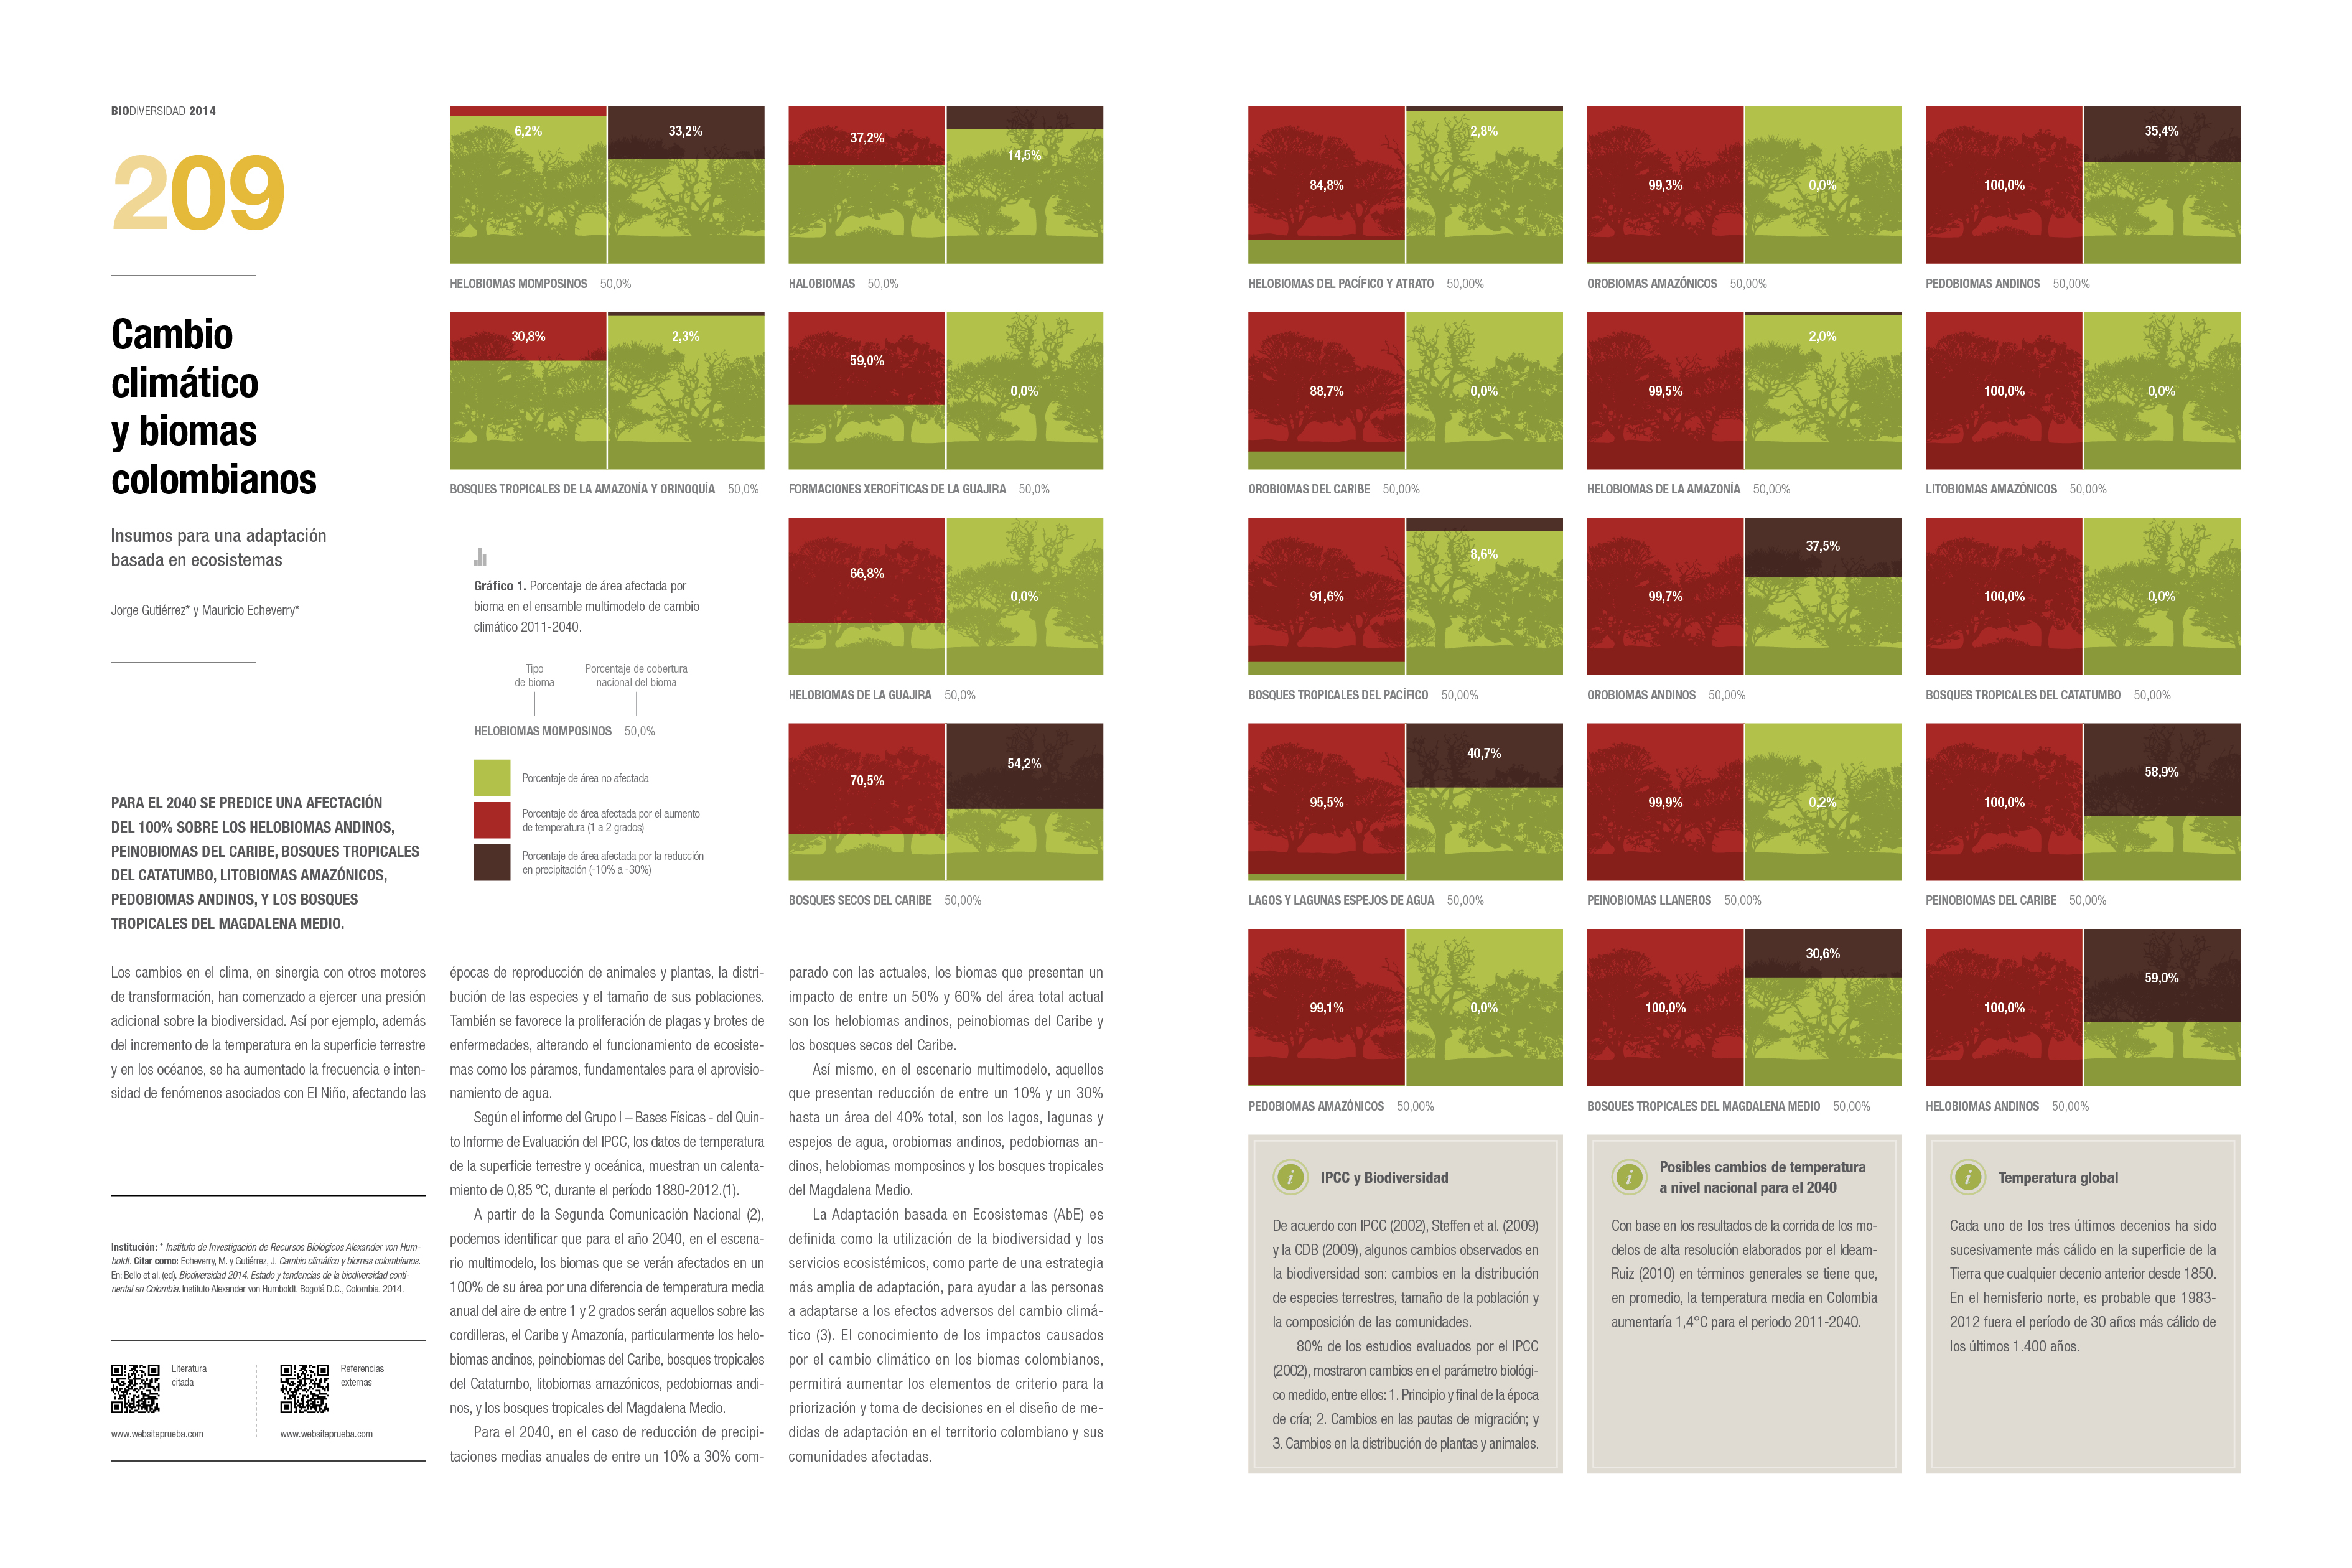 BIODIVERSIDAD 2014
209
Cambio
climático
y biomas
colombianos
Insumos para una adaptación
basada en ecosistemas
Jorge Gutiérrez* y Mauricio Echeverry*
PARA EL 2040 SE PREDICE UNA AFECTACIÓN
DEL 100% SOBRE LOS HELOBIOMAS ANDINOS,
PEINOBIOMAS DEL CARIBE, BOSQUES TROPICALES
DEL CATATUMBO, LITOBIOMAS AMAZÓNICOS,
PEDOBIOMAS ANDINOS, Y LOS BOSQUES
TROPICALES DEL MAGDALENA MEDIO.
Los cambios en el clima, en sinergia con otros motores
de transformación, han comenzado a ejercer una presión
adicional sobre la biodiversidad. Así por ejemplo, además
del incremento de la temperatura en la superficie terrestre
y en los océanos, se ha aumentado la frecuencia e inten-
sidad de fenómenos asociados con El Niño, afectando las
Institución: * Instituto de Investigación de Recursos Biológicos Alexander von Hum-
boldt. Citar como: Echeverry, M. y Gutiérrez, J. Cambio climático y biomas colombianos.
En: Bello et al. (ed). Biodiversidad 2014. Estado y tendencias de la biodiversidad conti-
nental en Colombia. Instituto Alexander von Humboldt. Bogotá D.C., Colombia. 2014.
Literatura
citada
www.websiteprueba.com
Referencias
externas
www.websiteprueba.com
6,2%
33,2%
HELOBIOMAS MOMPOSINOS 50,0%
37,2%
14,5%
HALOBIOMAS 50,0%
30,8%
2,3%
BOSQUES TROPICALES DE LA AMAZONÍA Y ORINOQUÍA 50,0%
59,0%
0,0%
FORMACIONES XEROFÍTICAS DE LA GUAJIRA 50,0%
Gráfico 1. Porcentaje de área afectada por
bioma en el ensamble multimodelo de cambio
climático 2011-2040.
Tipo
de bioma
Porcentaje de cobertura
nacional del bioma
HELOBIOMAS MOMPOSINOS 50,0%
Porcentaje de área no afectada
Porcentaje de área afectada por el aumento
de temperatura (1 a 2 grados)
Porcentaje de área afectada por la reducción
en precipitación (-10% a -30%)
66,8%
0,0%
HELOBIOMAS DE LA GUAJIRA 50,0%
70,5%
54,2%
BOSQUES SECOS DEL CARIBE 50,00%
épocas de reproducción de animales y plantas, la distri-
bución de las especies y el tamaño de sus poblaciones.
También se favorece la proliferación de plagas y brotes de
enfermedades, alterando el funcionamiento de ecosiste-
mas como los páramos, fundamentales para el aprovisio-
namiento de agua.
Según el informe del Grupo I – Bases Físicas - del Quin-
to Informe de Evaluación del IPCC, los datos de temperatura
de la superficie terrestre y oceánica, muestran un calenta-
miento de 0,85 ºC, durante el período 1880-2012.(1).
A partir de la Segunda Comunicación Nacional (2),
podemos identificar que para el año 2040, en el escena-
rio multimodelo, los biomas que se verán afectados en un
100% de su área por una diferencia de temperatura media
anual del aire de entre 1 y 2 grados serán aquellos sobre las
cordilleras, el Caribe y Amazonía, particularmente los helo-
biomas andinos, peinobiomas del Caribe, bosques tropicales
del Catatumbo, litobiomas amazónicos, pedobiomas andi-
nos, y los bosques tropicales del Magdalena Medio.
Para el 2040, en el caso de reducción de precipi-
taciones medias anuales de entre un 10% a 30% com-
parado con las actuales, los biomas que presentan un
impacto de entre un 50% y 60% del área total actual
son los helobiomas andinos, peinobiomas del Caribe y
los bosques secos del Caribe.
Así mismo, en el escenario multimodelo, aquellos
que presentan reducción de entre un 10% y un 30%
hasta un área del 40% total, son los lagos, lagunas y
espejos de agua, orobiomas andinos, pedobiomas an-
dinos, helobiomas momposinos y los bosques tropicales
del Magdalena Medio.
La Adaptación basada en Ecosistemas (AbE) es
definida como la utilización de la biodiversidad y los
servicios ecosistémicos, como parte de una estrategia
más amplia de adaptación, para ayudar a las personas
a adaptarse a los efectos adversos del cambio climá-
tico (3). El conocimiento de los impactos causados
por el cambio climático en los biomas colombianos,
permitirá aumentar los elementos de criterio para la
priorización y toma de decisiones en el diseño de me-
didas de adaptación en el territorio colombiano y sus
comunidades afectadas.
84,8%
2,8%
HELOBIOMAS DEL PACÍFICO Y ATRATO 50,00%
99,3%
0,0%
OROBIOMAS AMAZÓNICOS 50,00%
100,0%
35,4%
PEDOBIOMAS ANDINOS 50,00%
88,7%
0,0%
OROBIOMAS DEL CARIBE 50,00%
99,5%
2,0%
HELOBIOMAS DE LA AMAZONÍA 50,00%
100,0%
0,0%
LITOBIOMAS AMAZÓNICOS 50,00%
91,6%
8,6%
BOSQUES TROPICALES DEL PACÍFICO 50,00%
99,7%
37,5%
OROBIOMAS ANDINOS 50,00%
100,0%
0,0%
BOSQUES TROPICALES DEL CATATUMBO 50,00%
95,5%
40,7%
LAGOS Y LAGUNAS ESPEJOS DE AGUA 50,00%
99,9%
0,2%
PEINOBIOMAS LLANEROS 50,00%
100,0%
58,9%
PEINOBIOMAS DEL CARIBE 50,00%
99,1%
0,0%
PEDOBIOMAS AMAZÓNICOS 50,00%
100,0%
30,6%
BOSQUES TROPICALES DEL MAGDALENA MEDIO 50,00%
100,0%
59,0%
HELOBIOMAS ANDINOS 50,00%
i
IPCC y Biodiversidad
De acuerdo con IPCC (2002), Steffen et al. (2009)
y la CDB (2009), algunos cambios observados en
la biodiversidad son: cambios en la distribución
de especies terrestres, tamaño de la población y
la composición de las comunidades.
80% de los estudios evaluados por el IPCC
(2002), mostraron cambios en el parámetro biológi-
co medido, entre ellos: 1. Principio y final de la época
de cría; 2. Cambios en las pautas de migración; y
3. Cambios en la distribución de plantas y animales.
i
Posibles cambios de temperatura
a nivel nacional para el 2040
Con base en los resultados de la corrida de los mo-
delos de alta resolución elaborados por el Ideam-
Ruiz (2010) en términos generales se tiene que,
en promedio, la temperatura media en Colombia
aumentaría 1,4°C para el periodo 2011-2040.
i
Temperatura global
Cada uno de los tres últimos decenios ha sido
sucesivamente más cálido en la superficie de la
Tierra que cualquier decenio anterior desde 1850.
En el hemisferio norte, es probable que 1983-
2012 fuera el período de 30 años más cálido de
los últimos 1.400 años.